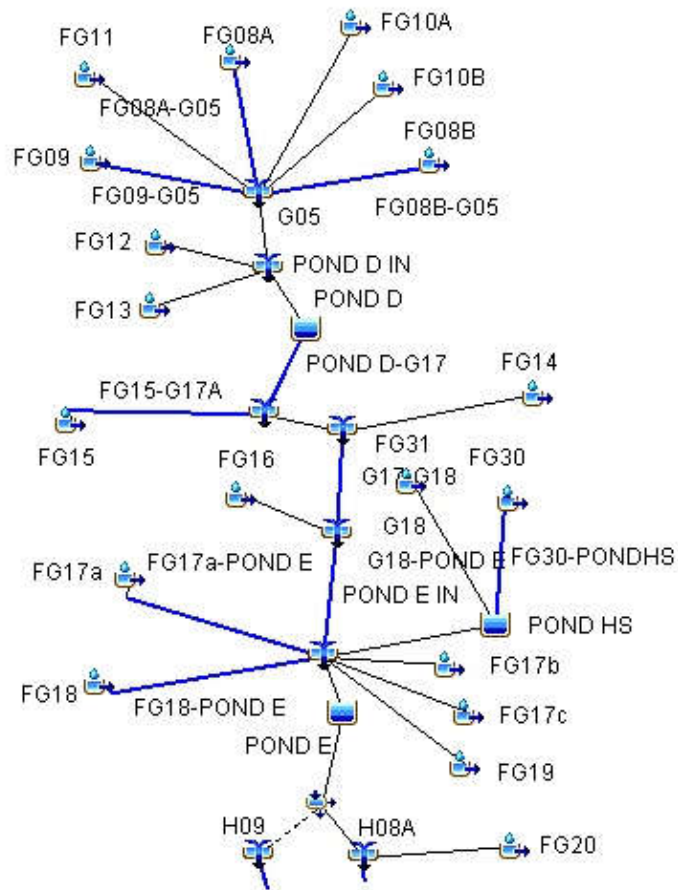 FG10A
FG11
FG08A
FG10B
FG08A-G05
FG08B
FG09
FG09-G05
FG08B-G05
G05
FG12
POND D IN
POND D
FG13
POND D-G17
FG14
FG15-G17A
FG31
FG15
FG16
FG30
G17-G18
G18
G18-POND E
FG17a-POND E
FG30-PONDHS
FG17a
POND E IN
POND HS
FG17b
FG18
FG18-POND E
FG17c
POND E
FG19
H09
H08A
FG20